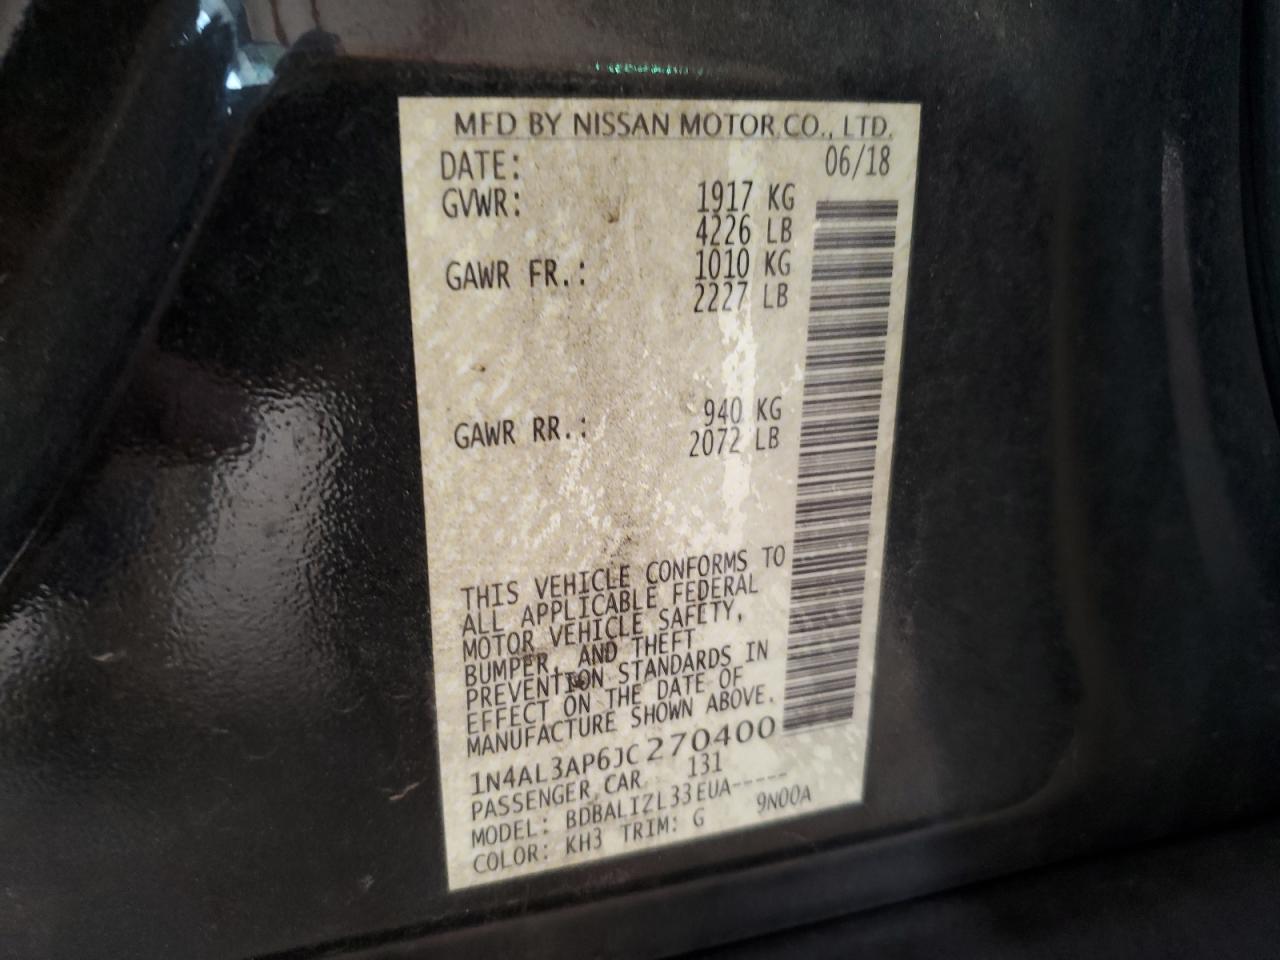 MFD BY NISSAN MOTOR CO., LTD.
DATE: 06/18
GVWR: 1917 KG
4226 LB
GAWR FR.: 1010 KG
2227 LB
GAWR RR.: 940 KG
2072 LB
THIS VEHICLE CONFORMS TO
ALL APPLICABLE FEDERAL
MOTOR VEHICLE SAFETY,
BUMPER, AND THEFT
PREVENTION STANDARDS IN
EFFECT ON THE DATE OF
MANUFACTURE SHOWN ABOVE.
1N4AL3AP6JC270400
PASSENGER CAR 131
MODEL: BDBALIZL33EUA-----
COLOR: KH3 TRIM: G 9N00A